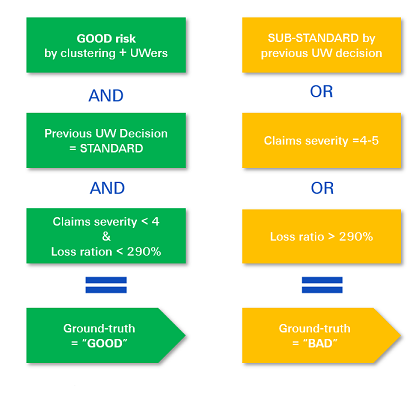 GOOD risk
by clustering + UWers
AND
Previous UW Decision
= STANDARD
AND
Claims severity < 4
&
Loss ration < 290%
=
Ground-truth
= "GOOD"
SUB-STANDARD by
previous UW decision
OR
Claims severity =4-5
OR
Loss ratio > 290%
=
Ground-truth
= "BAD"